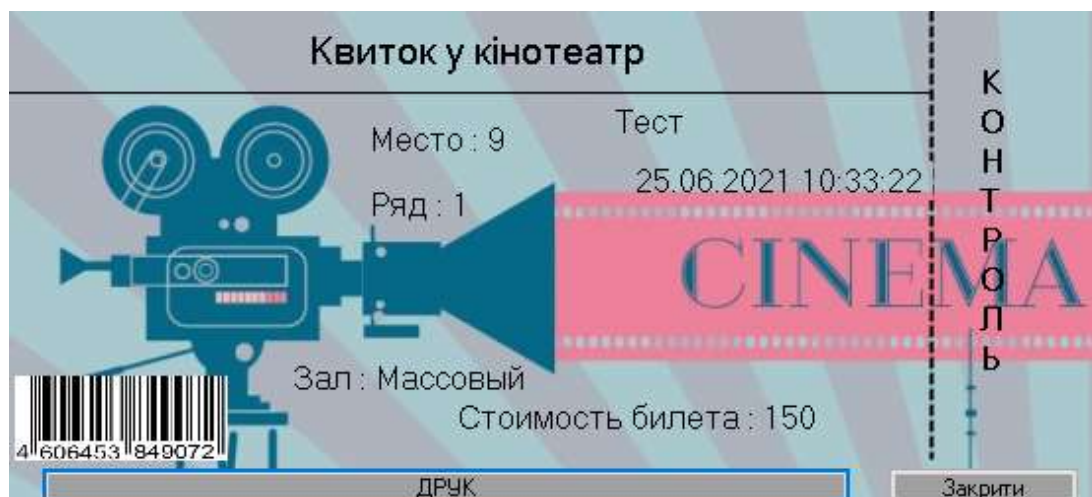 Квиток у кінотеатр
Место : 9
Тест
25.06.2021 10:33:22
Ряд : 1
CINEMA
КОНТРОЛЬ
Зал : Массовый
Стоимость билета : 150
4 606453 849072
ДРУК
Закрити